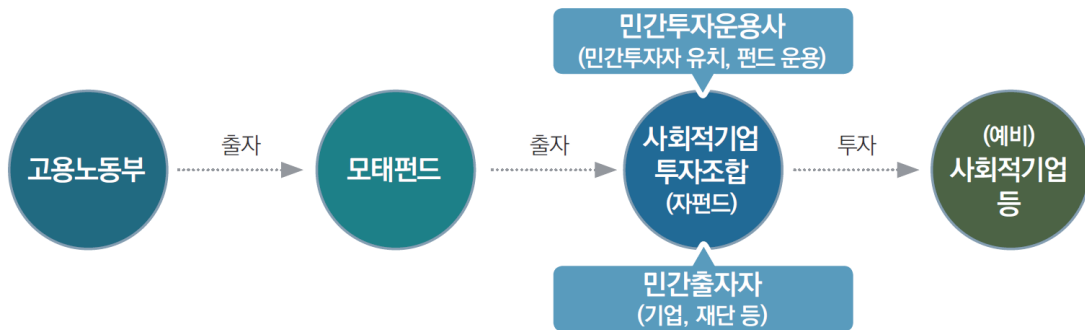 민간투자운용사
(민간투자자 유치, 펀드 운용)
고용노동부
출자
모태펀드
출자
사회적기업
투자조합
(자펀드)
투자
(예비)
사회적기업
등
민간출자자
(기업, 재단 등)